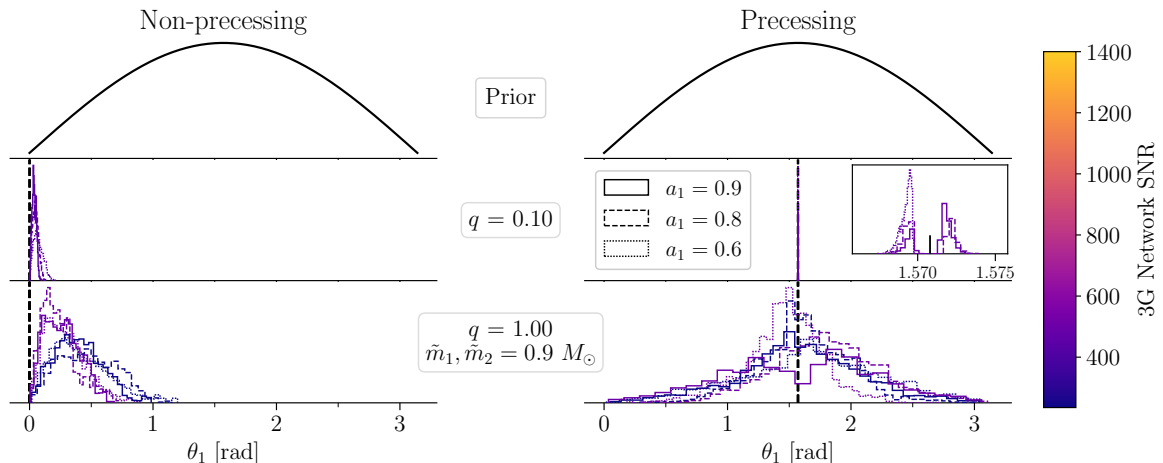 Non-precessing
Precessing
Prior
q = 0.10
a₁ = 0.9
a₁ = 0.8
a₁ = 0.6
1.570
1.575
q = 1.00
m̃₁, m̃₂ = 0.9 M⊙
0
1
2
3
θ₁ [rad]
0
1
2
3
θ₁ [rad]
1400
1200
1000
800
600
400
3G Network SNR